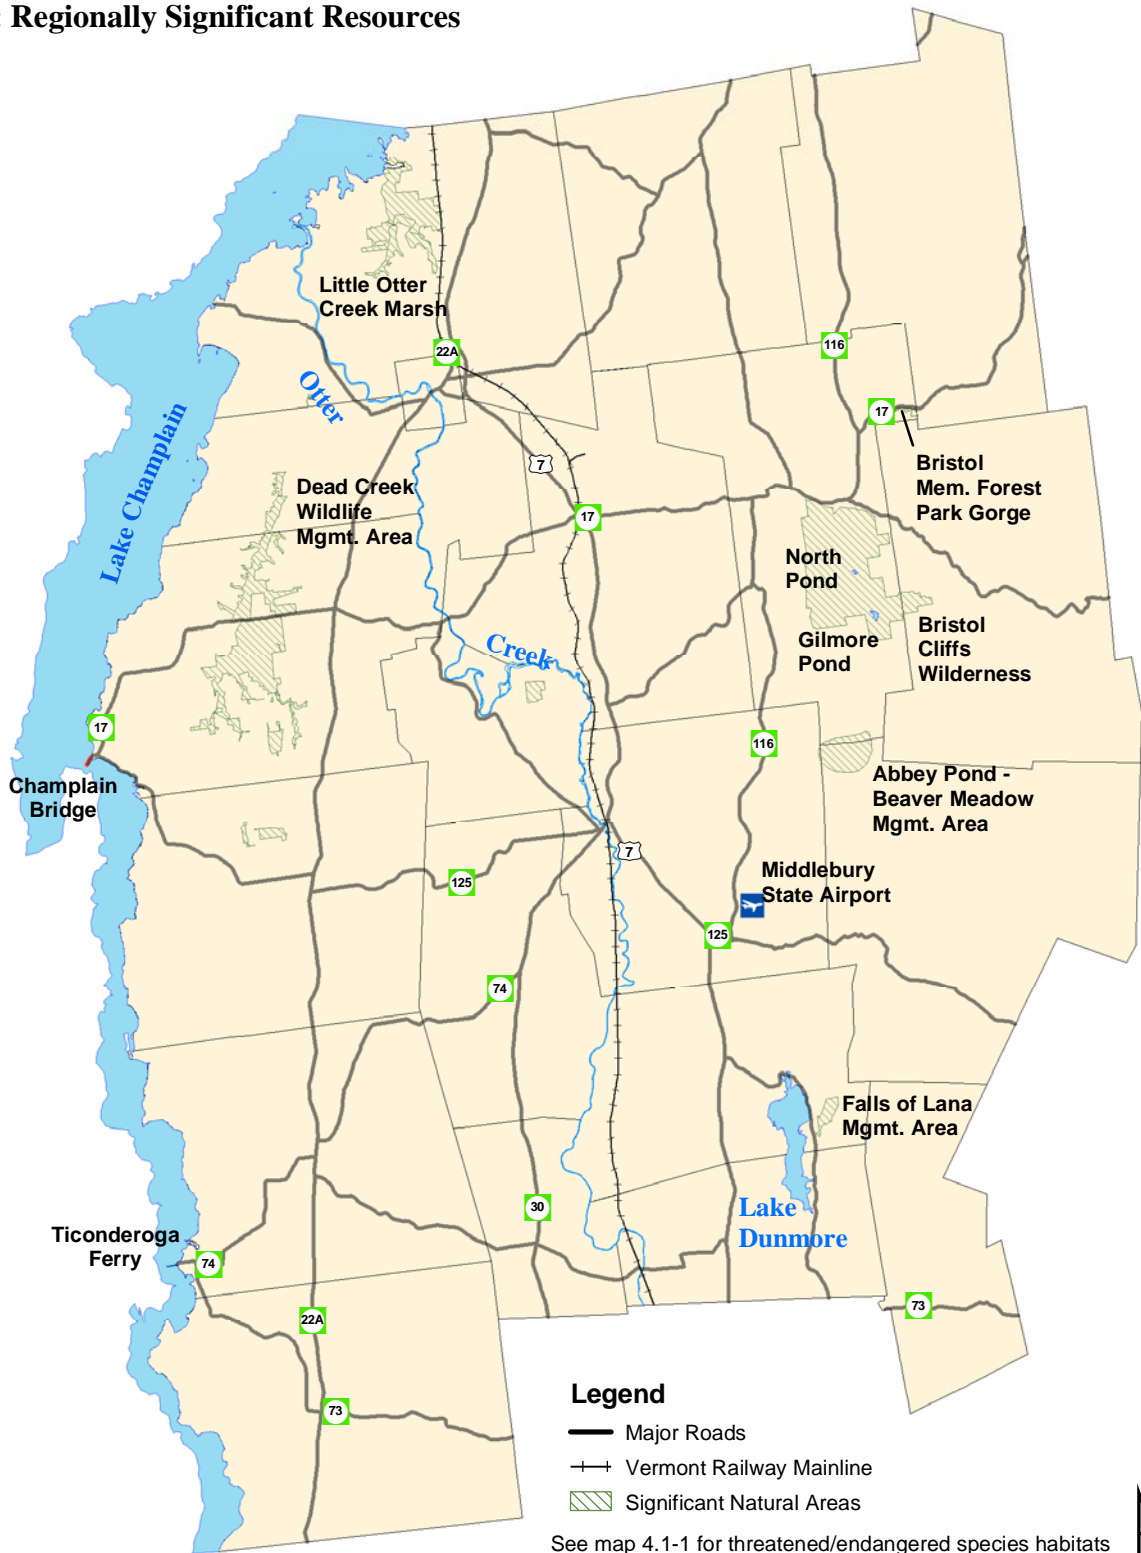 : Regionally Significant Resources
Little Otter
Creek Marsh
22A
116
Otter
17
Lake Champlain
7
Bristol
Mem. Forest
Park Gorge
Dead Creek
Wildlife
Mgmt. Area
17
North
Pond
Bristol
Cliffs
Wilderness
Gilmore
Pond
Creek
17
116
Champlain
Bridge
Abbey Pond -
Beaver Meadow
Mgmt. Area
7
Middlebury
State Airport
125
125
74
Falls of Lana
Mgmt. Area
30
Lake
Dunmore
Ticonderoga
Ferry
74
73
22A
73
Legend
Major Roads
Vermont Railway Mainline
Significant Natural Areas
See map 4.1-1 for threatened/endangered species habitats